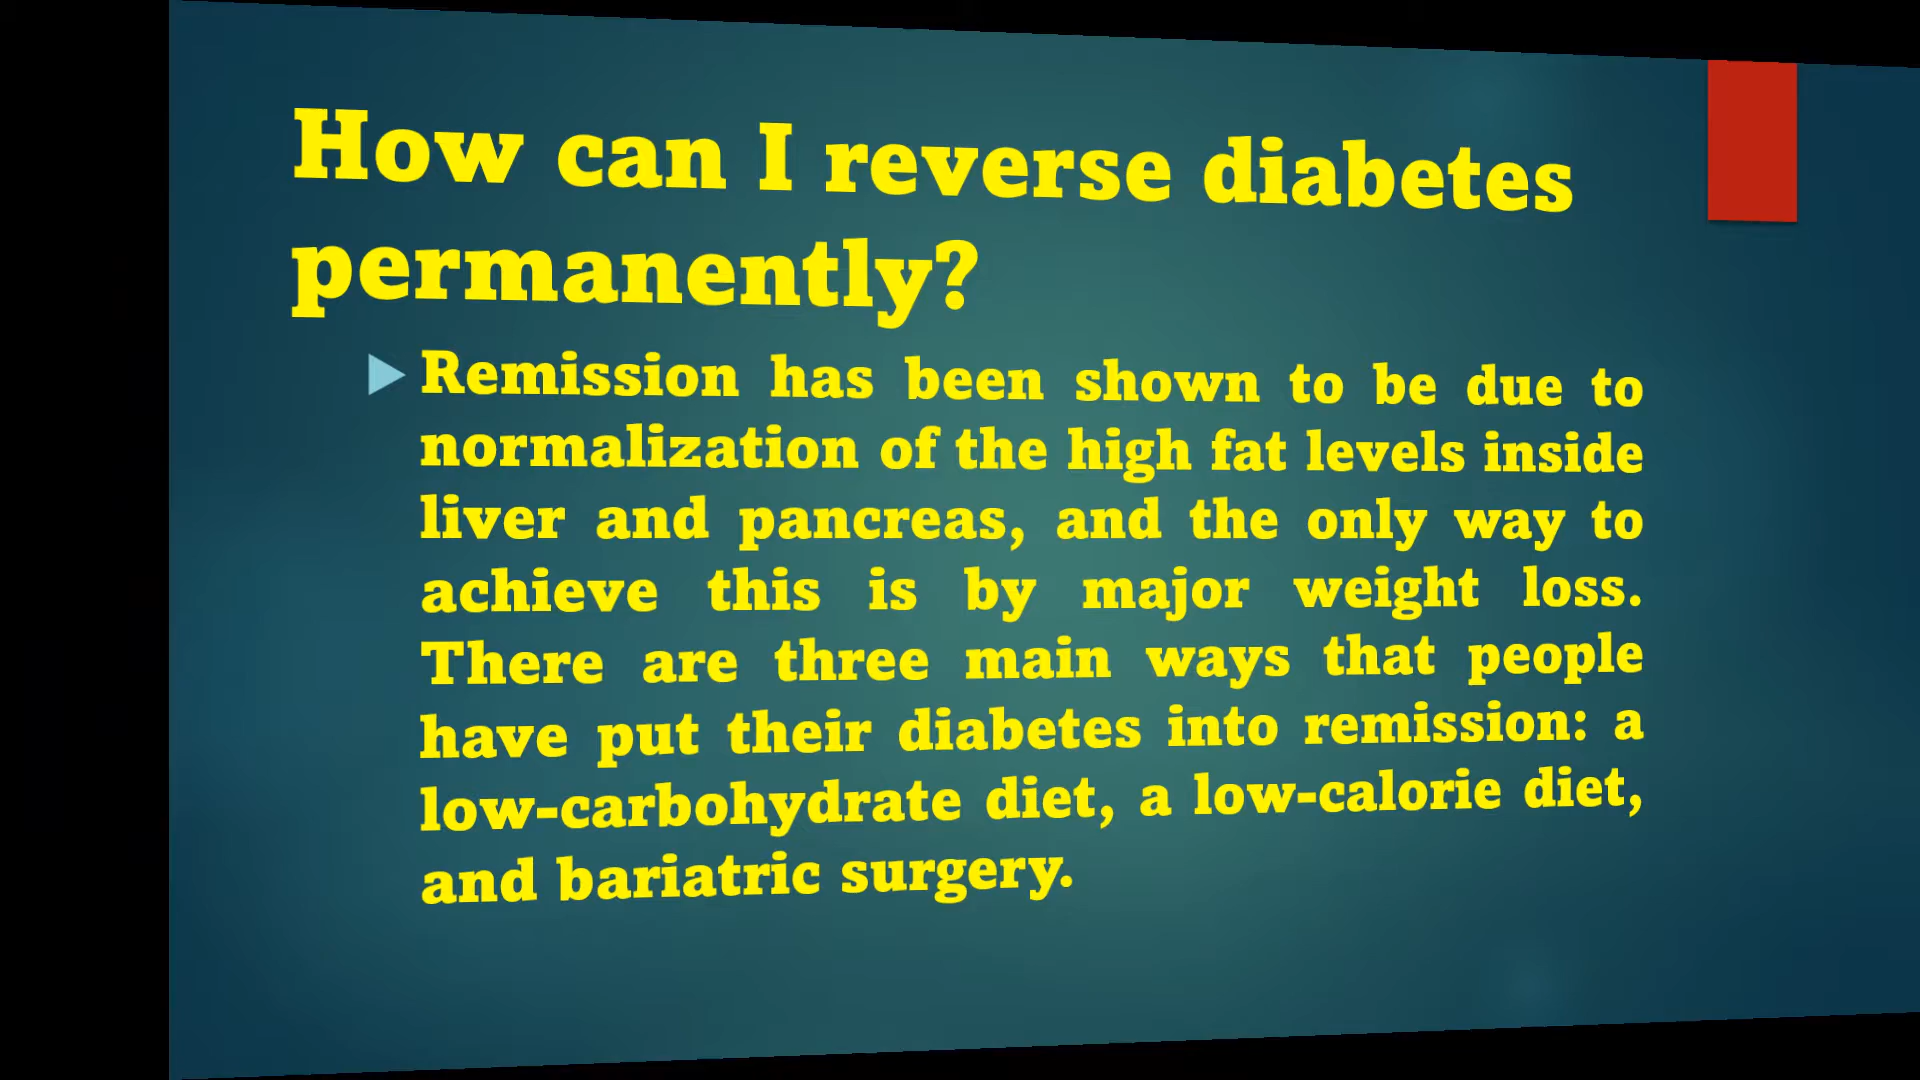 How can I reverse diabetes
permanently?
Remission has been shown to be due to
normalization of the high fat levels inside
liver and pancreas, and the only way to
achieve this is by major weight loss.
There are three main ways that people
have put their diabetes into remission: a
low-carbohydrate diet, a low-calorie diet,
and bariatric surgery.